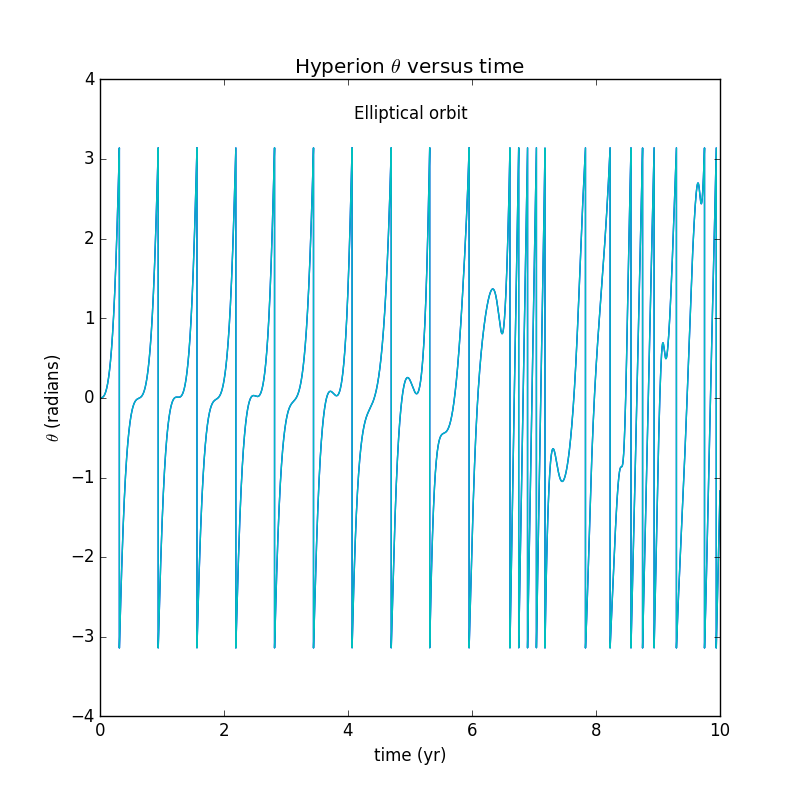 Hyperion θ versus time
Elliptical orbit
4
3
2
1
0
−1
−2
−3
−4
θ (radians)
0 2 4 6 8 10
time (yr)